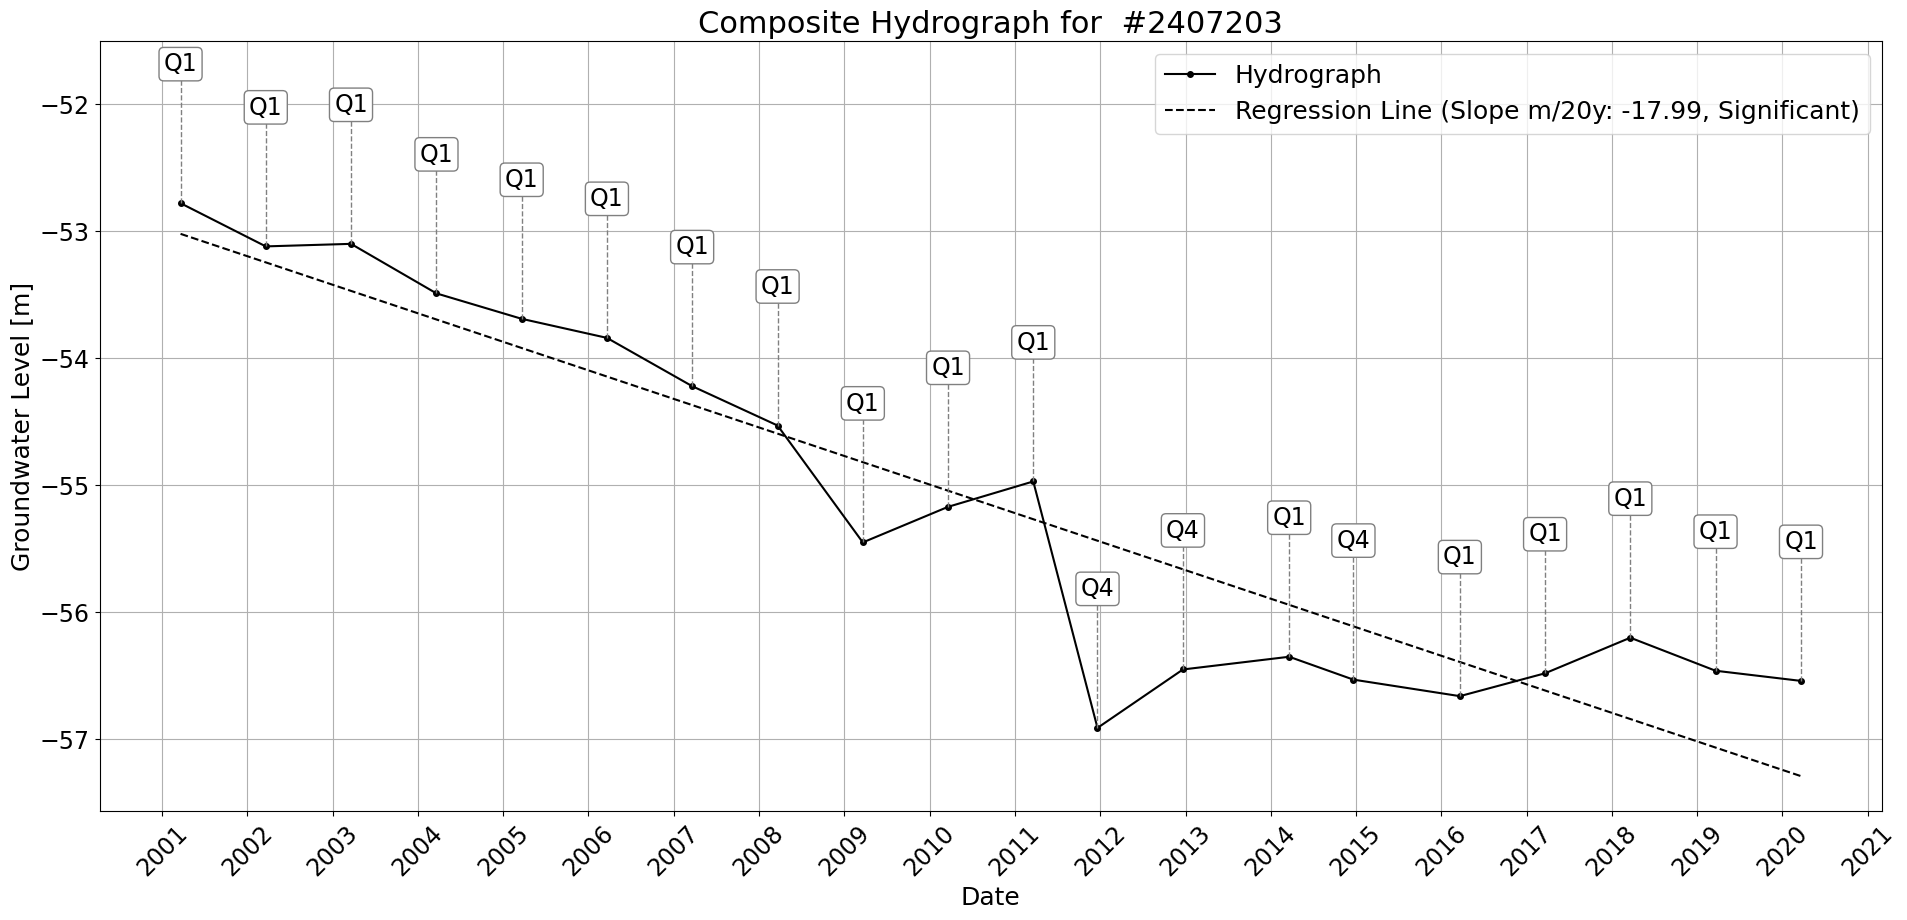 Composite Hydrograph for  #2407203
Hydrograph
Regression Line (Slope m/20y: -17.99, Significant)
Groundwater Level [m]
−52
−53
−54
−55
−56
−57
Q1
Q1
Q1
Q1
Q1
Q1
Q1
Q1
Q1
Q1
Q1
Q4
Q4
Q1
Q4
Q1
Q1
Q1
Q1
Q1
2001
2002
2003
2004
2005
2006
2007
2008
2009
2010
2011
2012
2013
2014
2015
2016
2017
2018
2019
2020
2021
Date